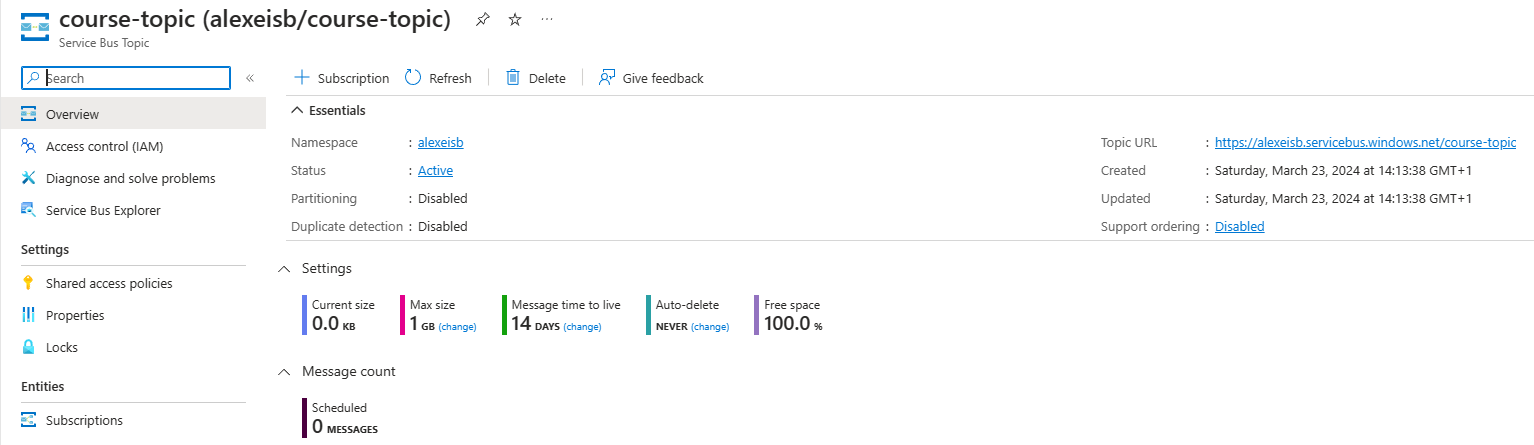 course-topic (alexeisb/course-topic)
Service Bus Topic
Search
Overview
Access control (IAM)
Diagnose and solve problems
Service Bus Explorer
Settings
Shared access policies
Properties
Locks
Entities
Subscriptions
Subscription Refresh Delete Give feedback
Essentials
Namespace : alexeisb
Status : Active
Partitioning : Disabled
Duplicate detection : Disabled
Topic URL : https://alexeisb.servicebus.windows.net/course-topic
Created : Saturday, March 23, 2024 at 14:13:38 GMT+1
Updated : Saturday, March 23, 2024 at 14:13:38 GMT+1
Support ordering : Disabled
Settings
Current size Max size Message time to live Auto-delete Free space
0.0 KB 1 GB (change) 14 DAYS (change) NEVER (change) 100.0 %
Message count
Scheduled
0 MESSAGES